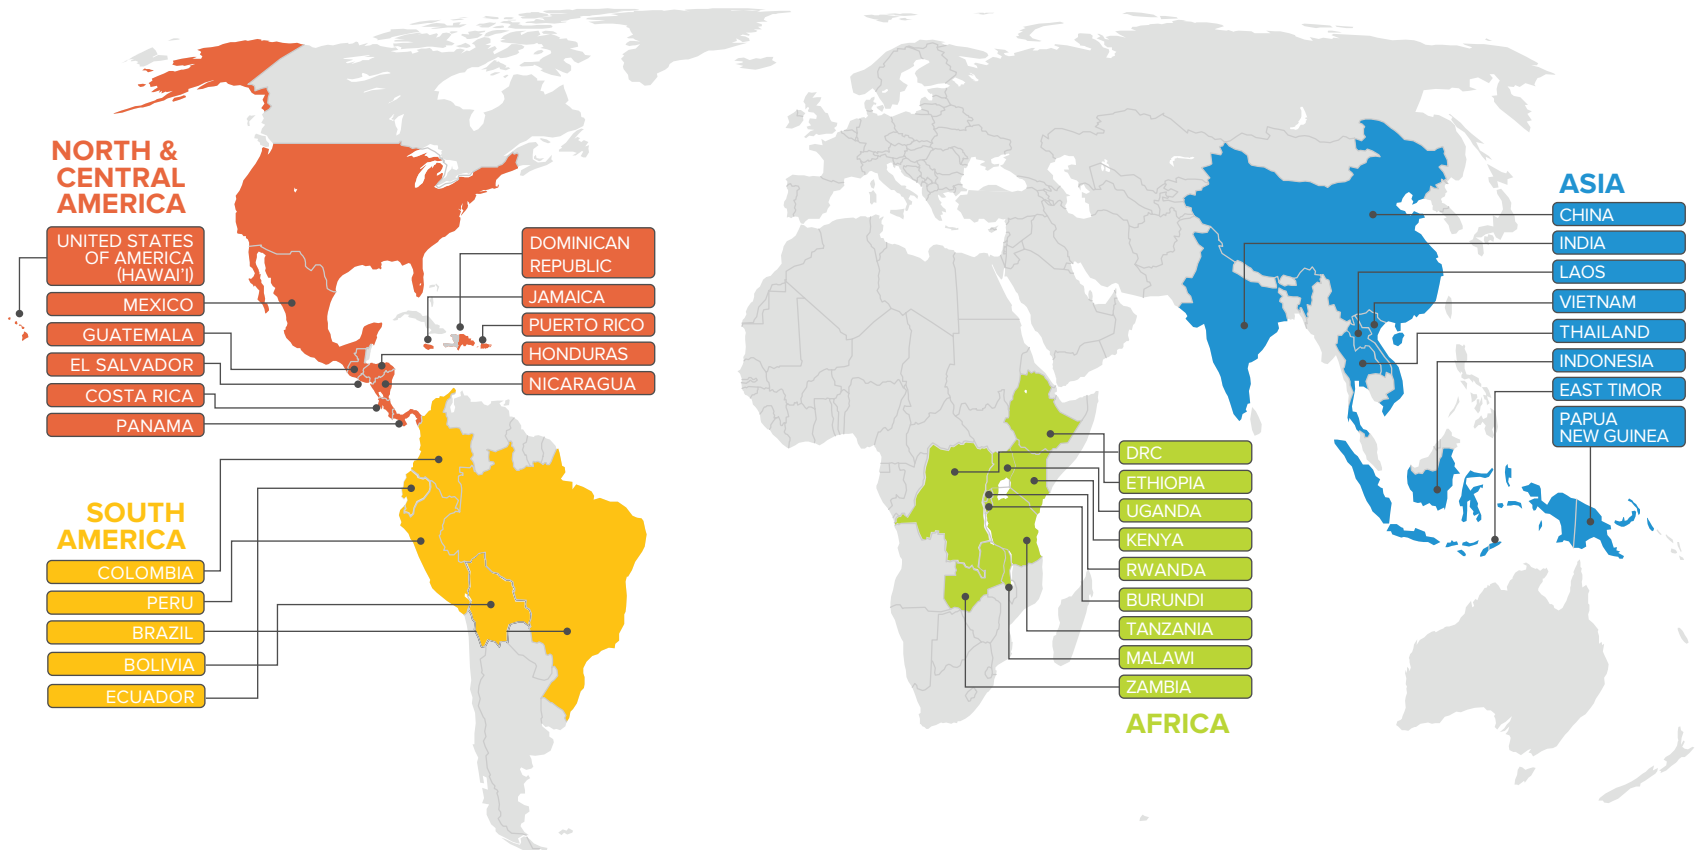 NORTH &
CENTRAL
AMERICA
UNITED STATES
OF AMERICA
(HAWAI'I)
MEXICO
GUATEMALA
EL SALVADOR
COSTA RICA
PANAMA
DOMINICAN
REPUBLIC
JAMAICA
PUERTO RICO
HONDURAS
NICARAGUA
SOUTH
AMERICA
COLOMBIA
PERU
BRAZIL
BOLIVIA
ECUADOR
DRC
ETHIOPIA
UGANDA
KENYA
RWANDA
BURUNDI
TANZANIA
MALAWI
ZAMBIA
AFRICA
ASIA
CHINA
INDIA
LAOS
VIETNAM
THAILAND
INDONESIA
EAST TIMOR
PAPUA
NEW GUINEA